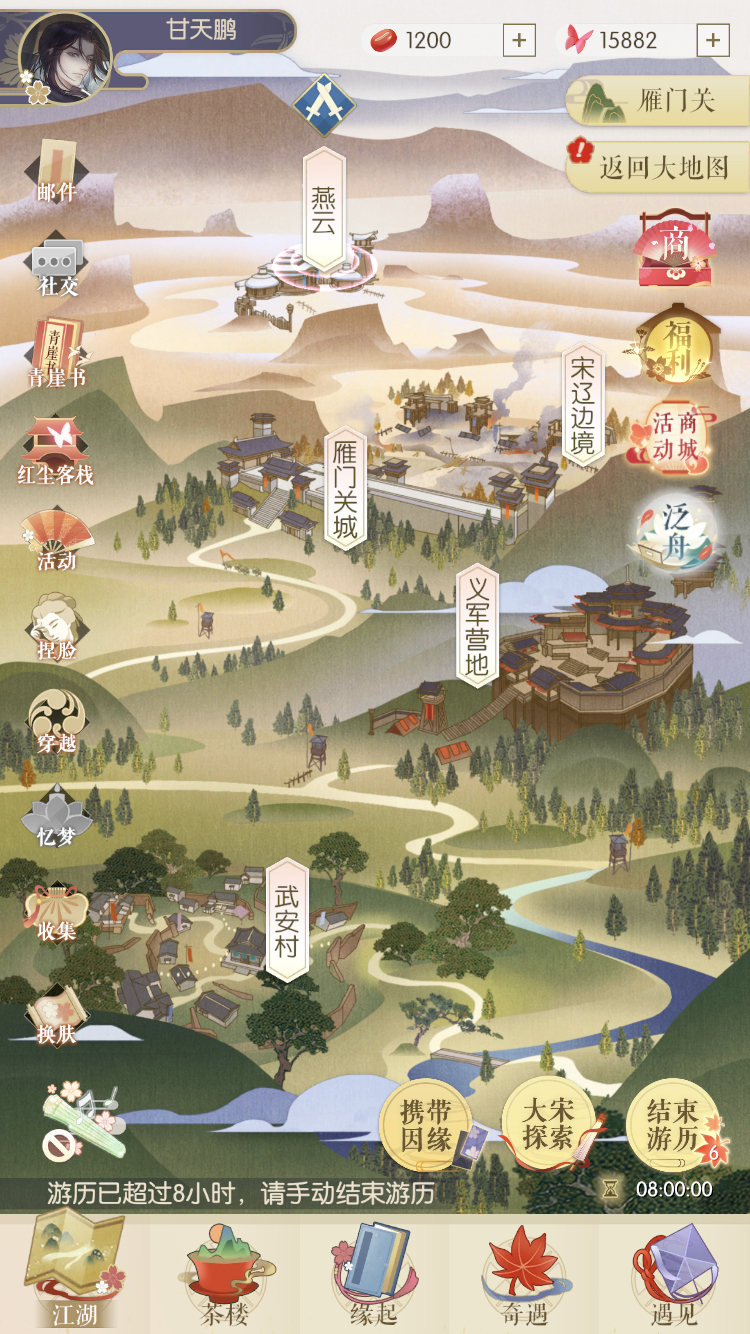 甘天鹏
1200
15882
雁门关
返回大地图
燕云
邮件
社交
青崖书
青崖书
红尘客栈
活动
捏脸
穿越
忆梦
收集
换肤
商
福利
活动
商城
泛舟
宋辽边境
雁门关城
义军营地
武安村
携带
因缘
大宋
探索
结束
游历
6
游历已超过8小时，请手动结束游历
08:00:00
江湖
茶楼
缘起
奇遇
遇见